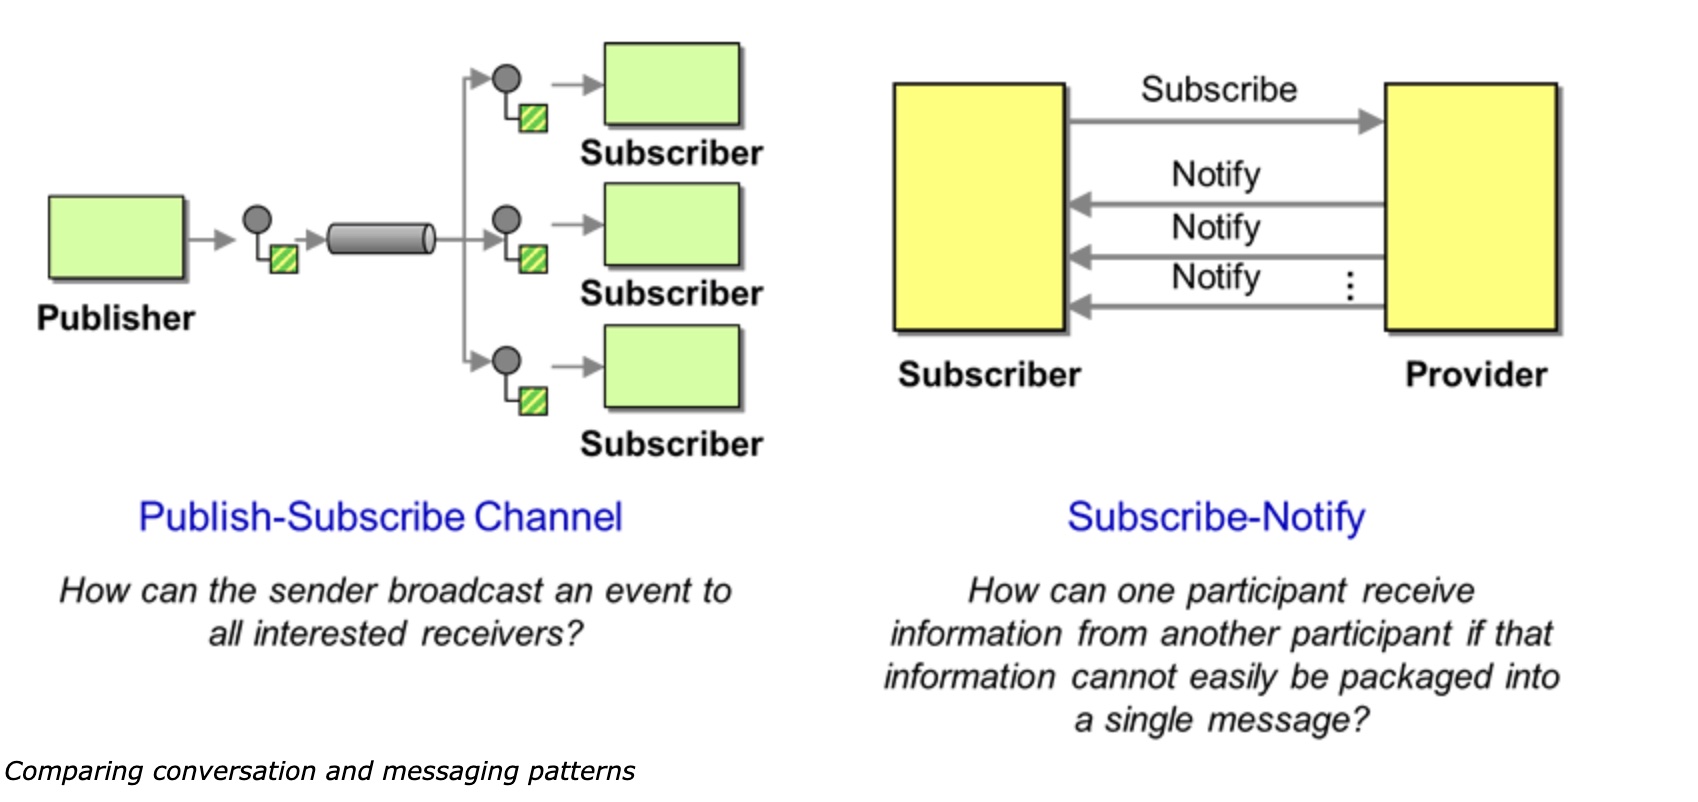 Subscriber
Publisher
Subscriber
Subscriber
Publish-Subscribe Channel
How can the sender broadcast an event to
all interested receivers?
Subscribe
Notify
Notify
Notify
Subscriber
Provider
Subscribe-Notify
How can one participant receive
information from another participant if that
information cannot easily be packaged into
a single message?
Comparing conversation and messaging patterns